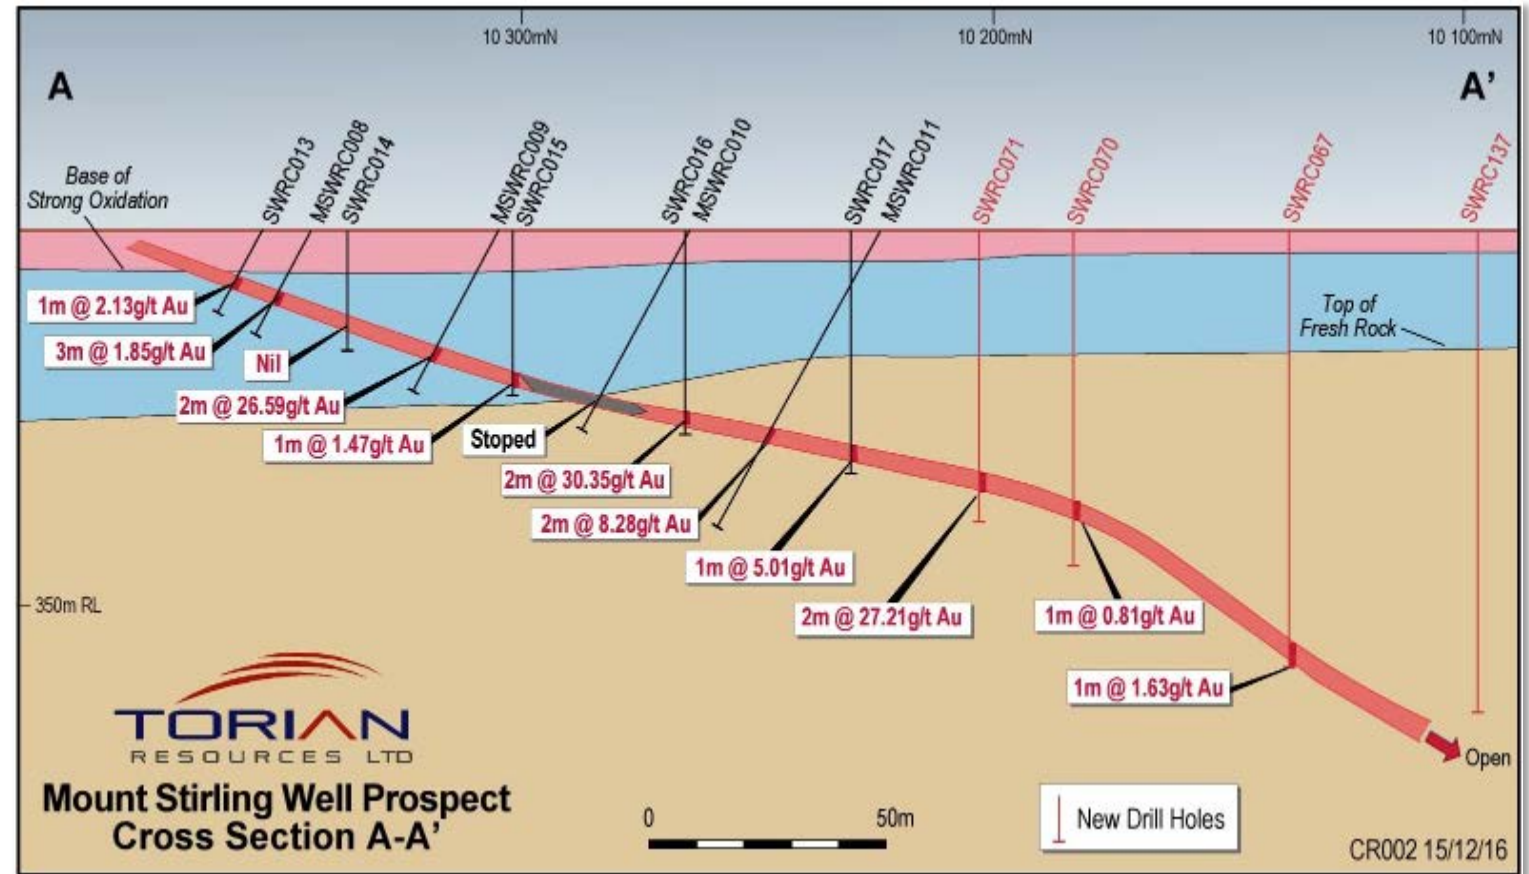 10 300mN
10 200mN
10 100mN
A
A'
Base of
Strong Oxidation
SWRC013
MSWRC008
SWRC014
MSWRC009
SWRC015
SWRC016
MSWRC010
SWRC017
MSWRC011
SWRC071
SWRC070
SWRC067
SWRC137
1m @ 2.13g/t Au
3m @ 1.85g/t Au
Nil
2m @ 26.59g/t Au
1m @ 1.47g/t Au
Stoped
2m @ 30.35g/t Au
2m @ 8.28g/t Au
1m @ 5.01g/t Au
2m @ 27.21g/t Au
1m @ 0.81g/t Au
1m @ 1.63g/t Au
Top of
Fresh Rock
350m RL
Open
TORIAN
RESOURCES LTD
Mount Stirling Well Prospect
Cross Section A-A'
0
50m
New Drill Holes
CR002 15/12/16